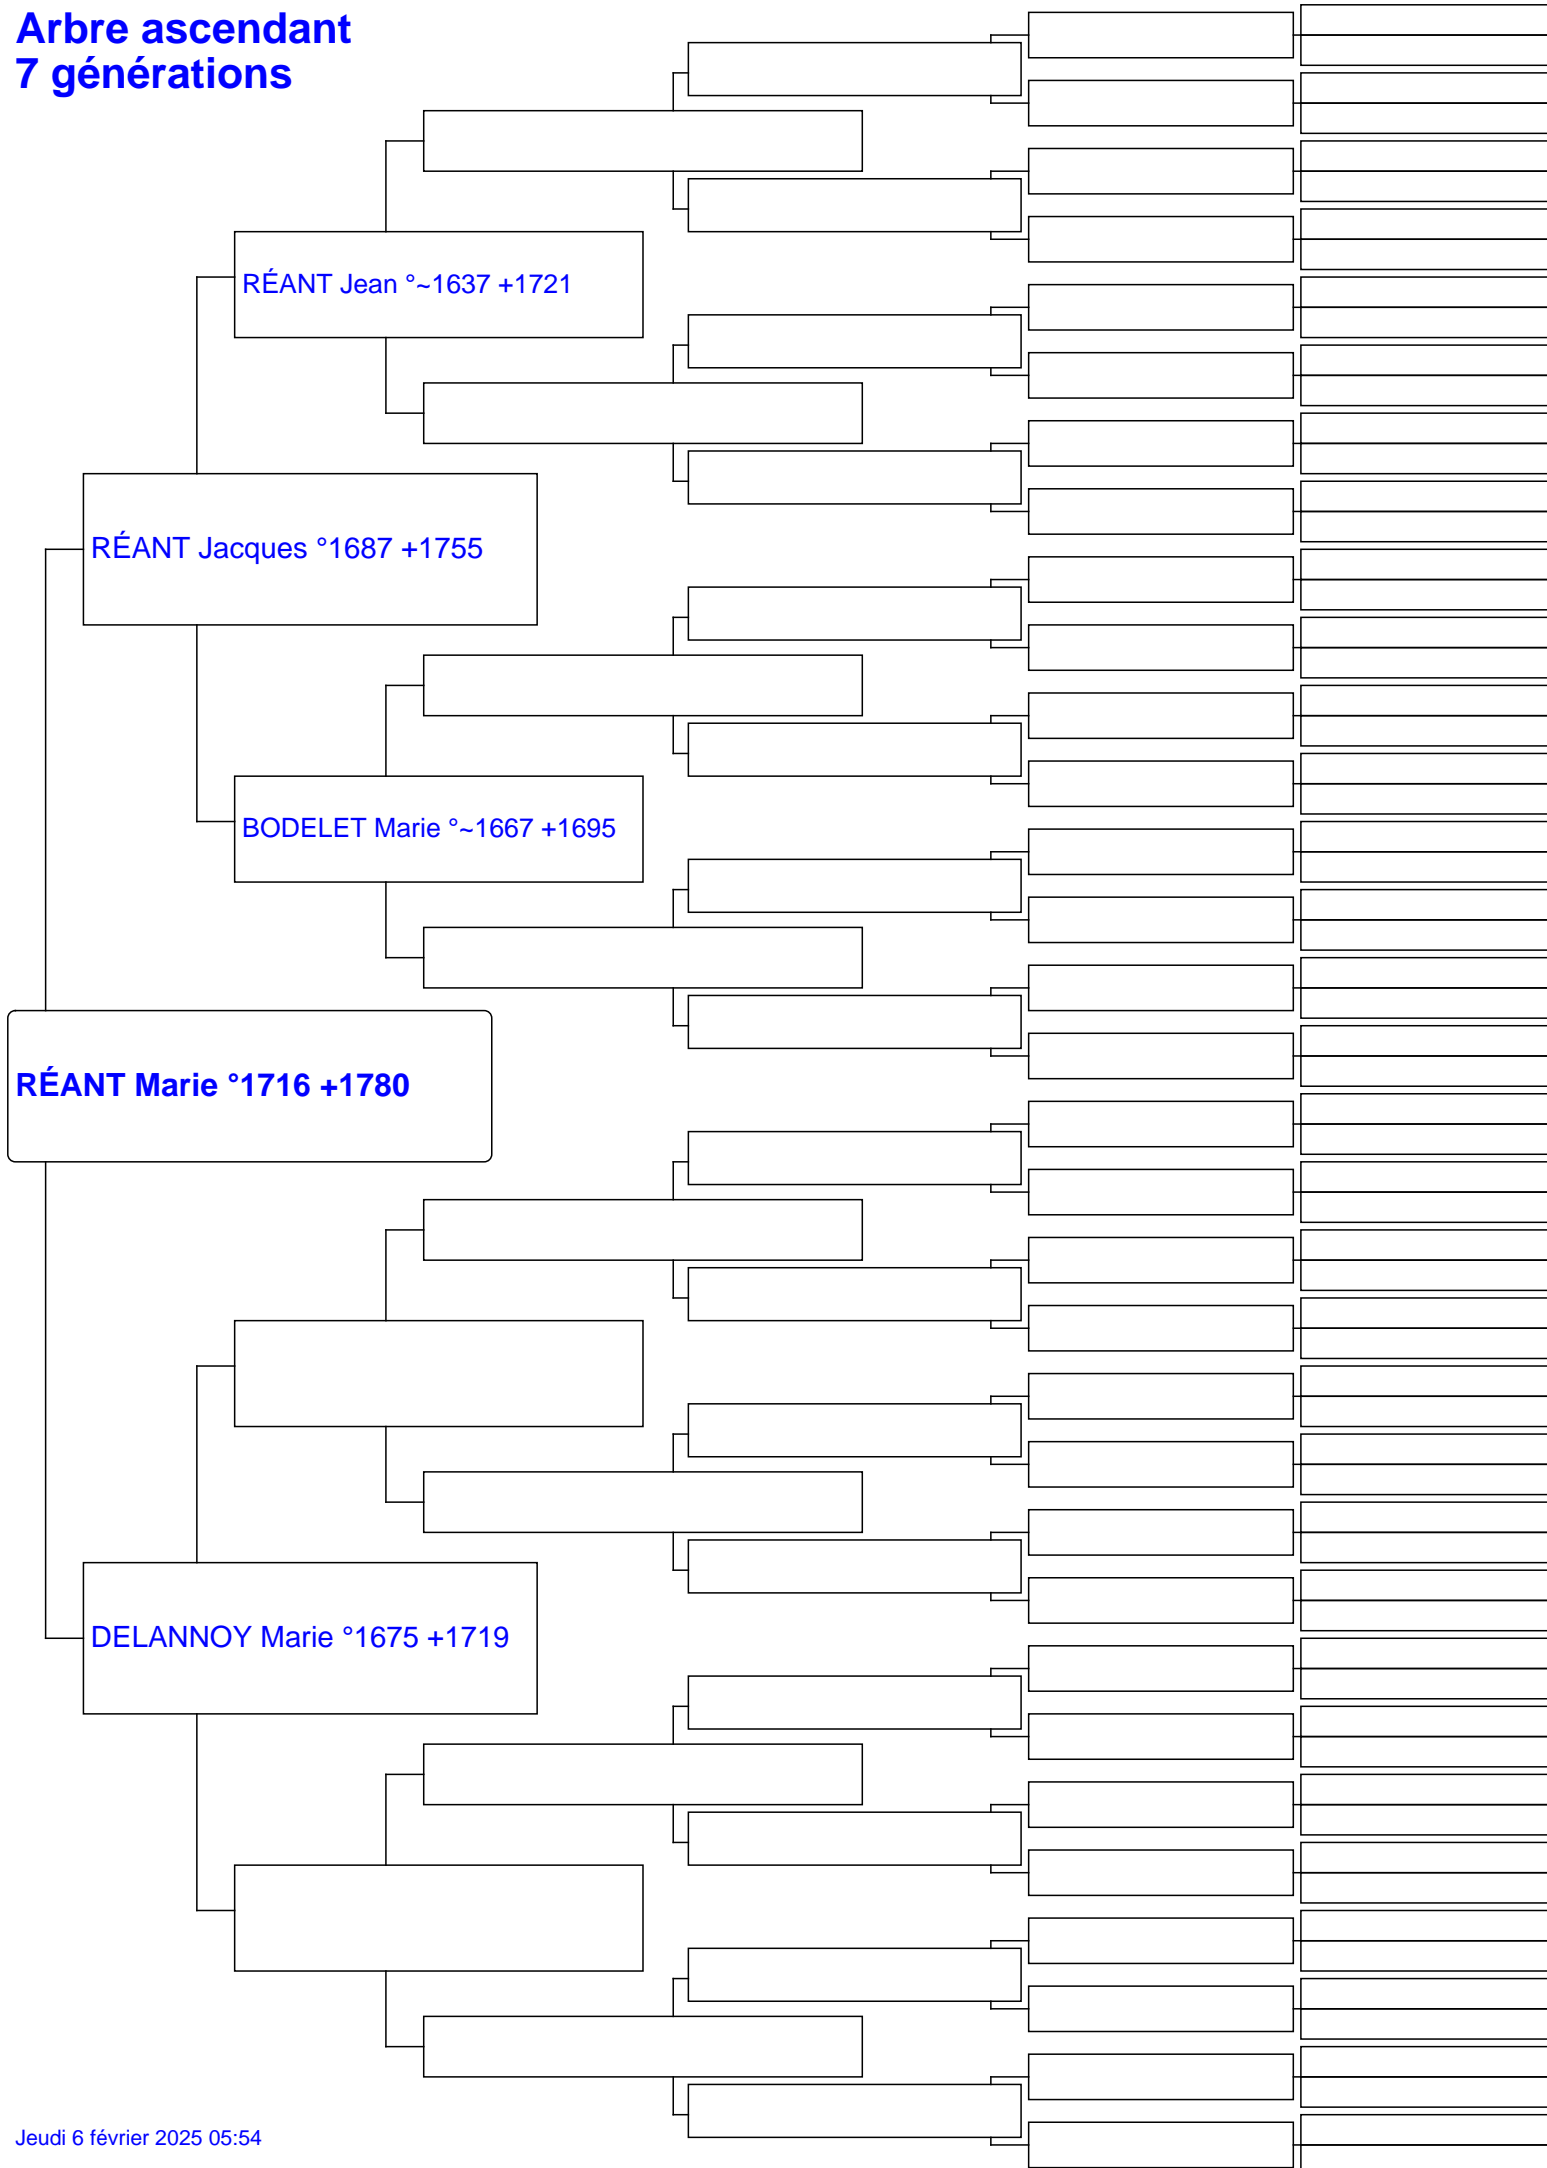 Arbre ascendant
7 générations
RÉANT Jean °~1637 +1721
RÉANT Jacques °1687 +1755
BODELET Marie °~1667 +1695
RÉANT Marie °1716 +1780
DELANNOY Marie °1675 +1719
Jeudi 6 février 2025 05:54